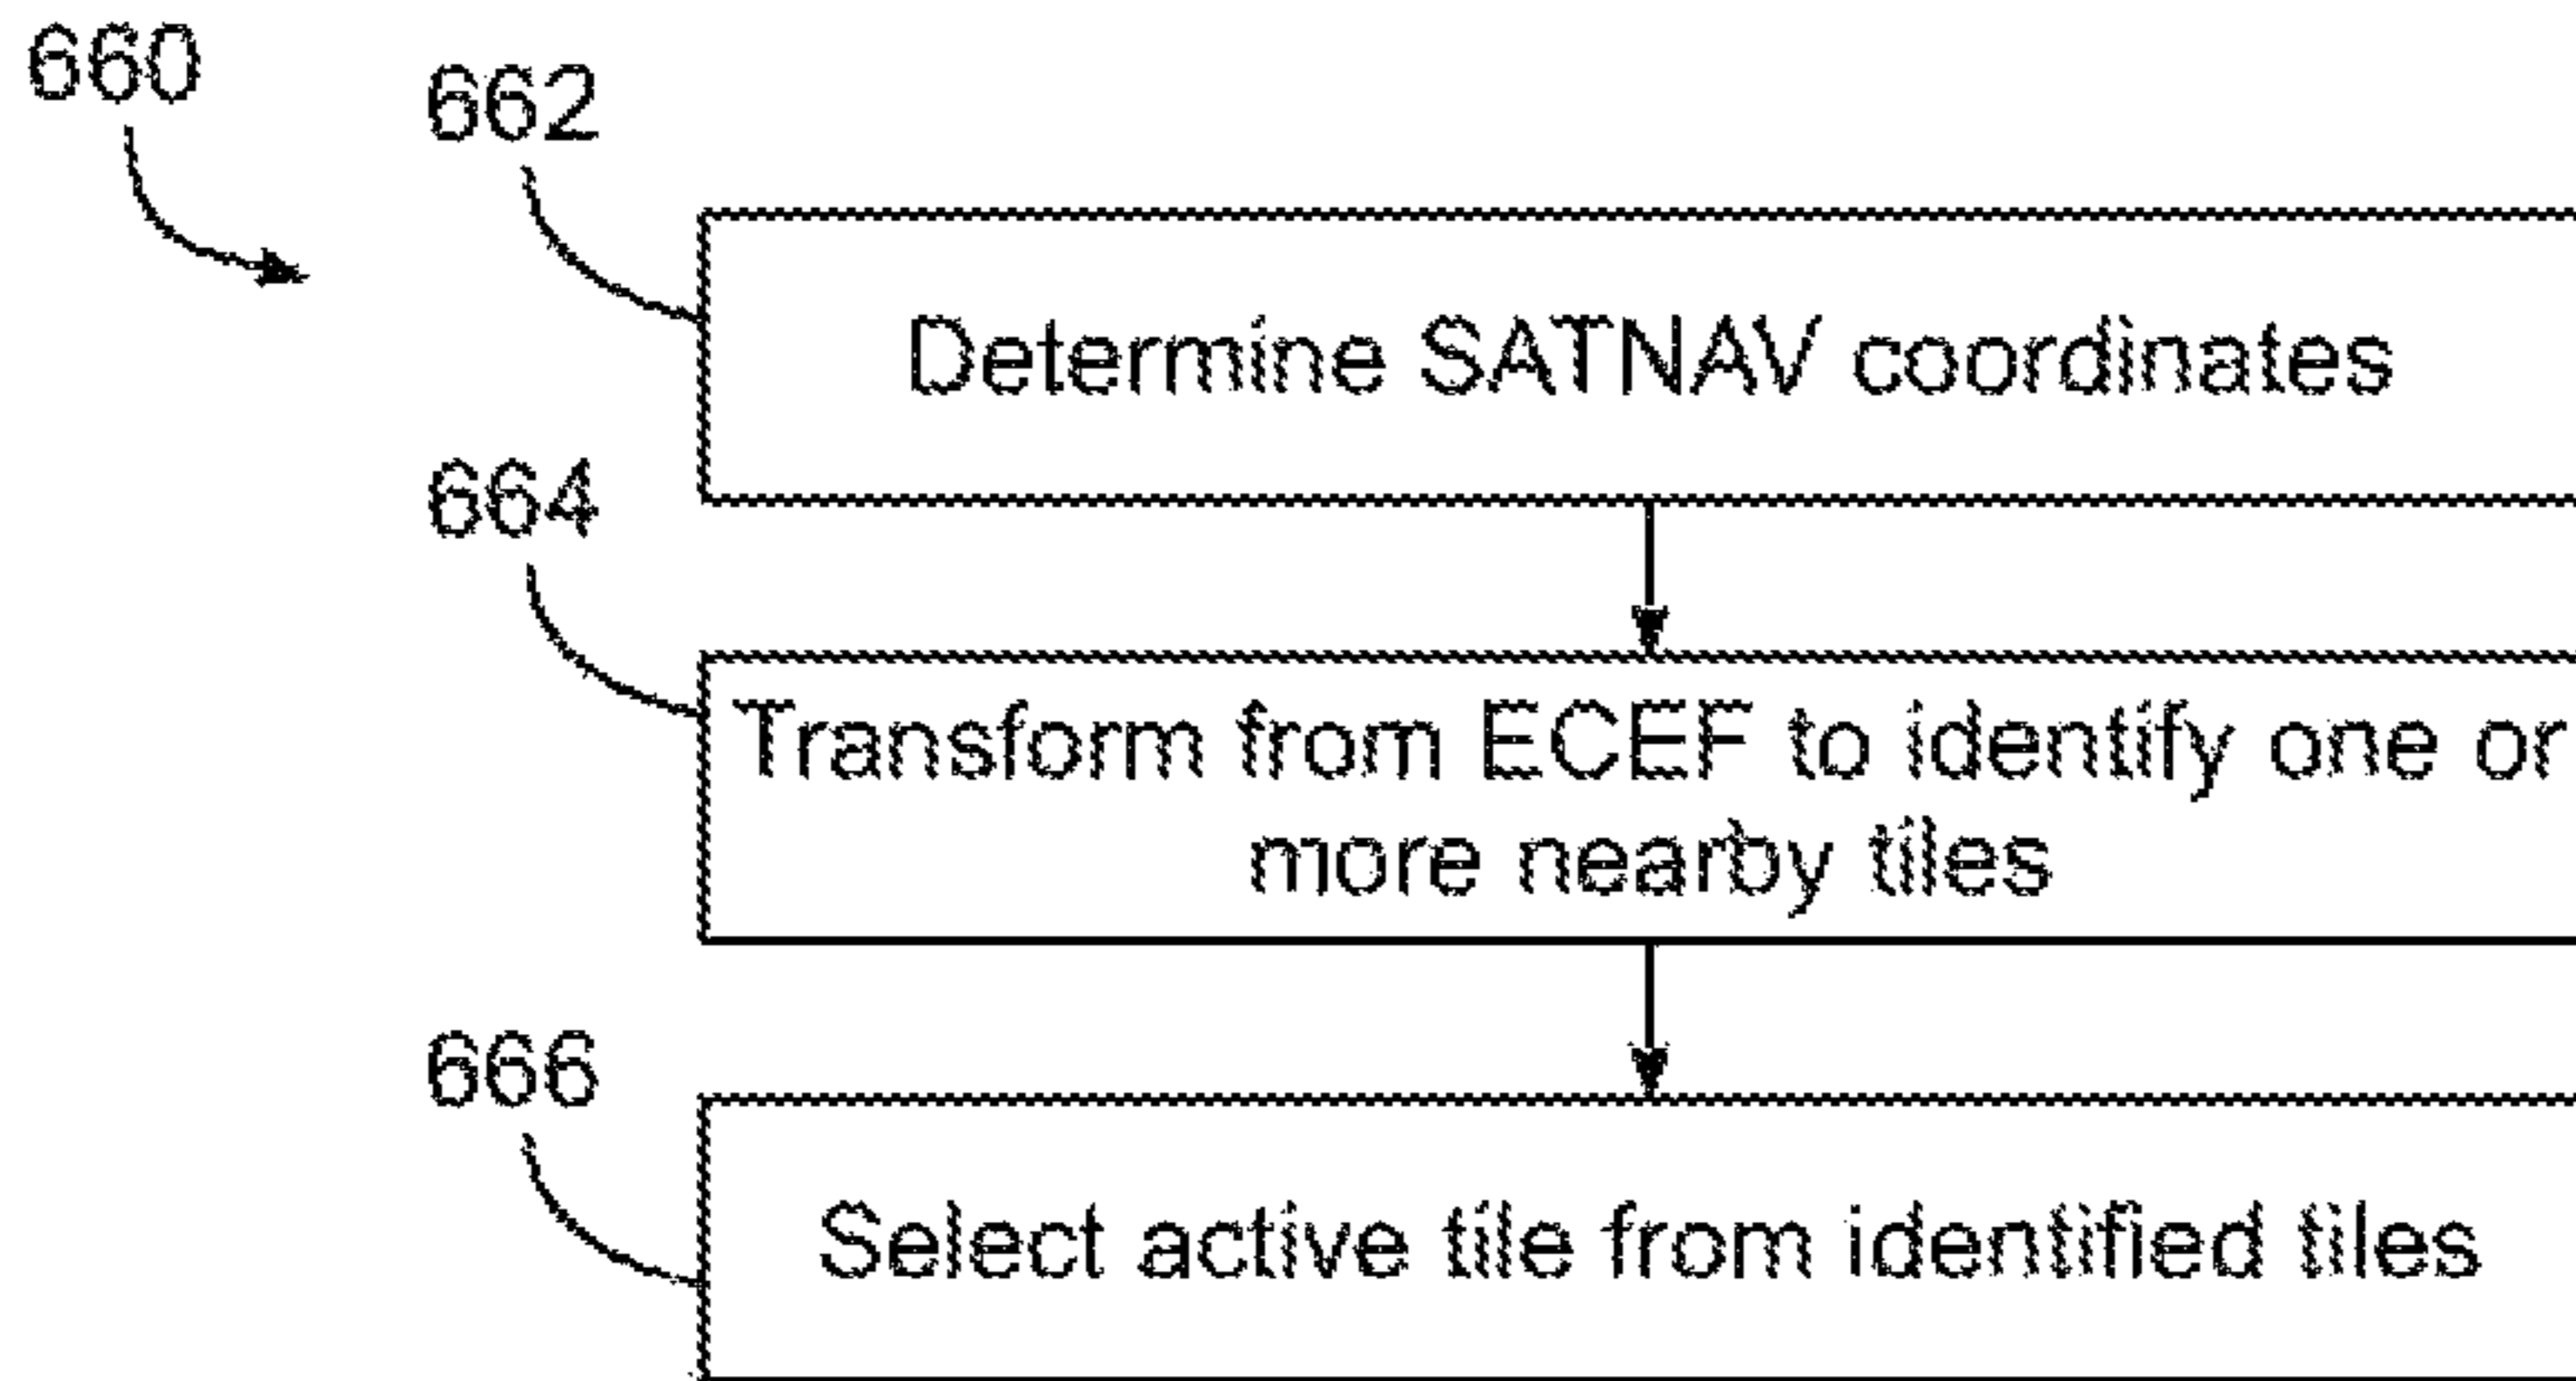 660
662
Determine SATNAV coordinates
664
Transform from ECEF to identify one or
more nearby tiles
666
Select active tile from identified tiles